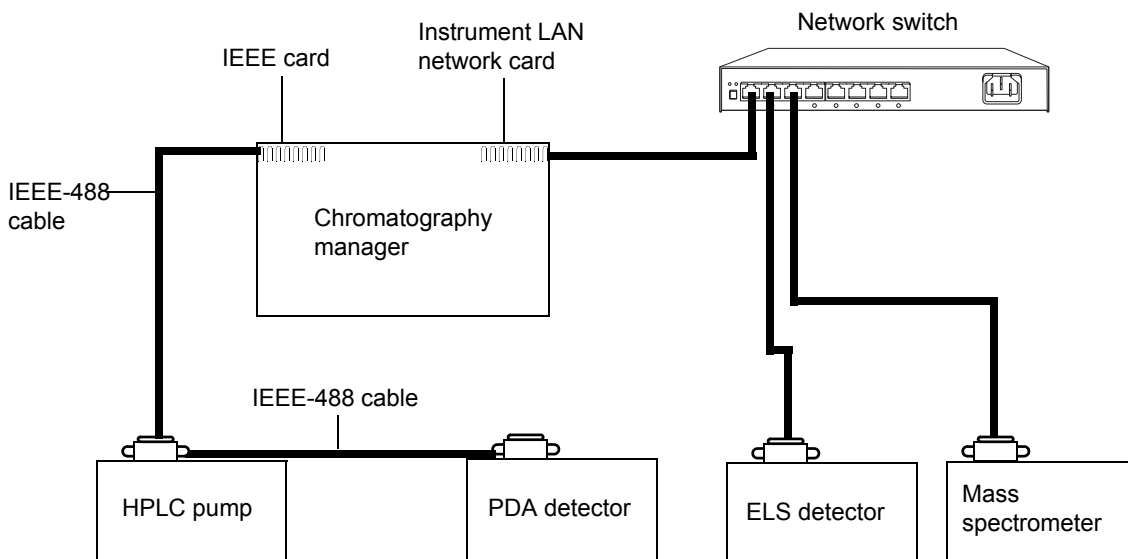 Network switch
Instrument LAN
network card
IEEE card
IEEE-488
cable
Chromatography
manager
IEEE-488 cable
HPLC pump
PDA detector
ELS detector
Mass
spectrometer